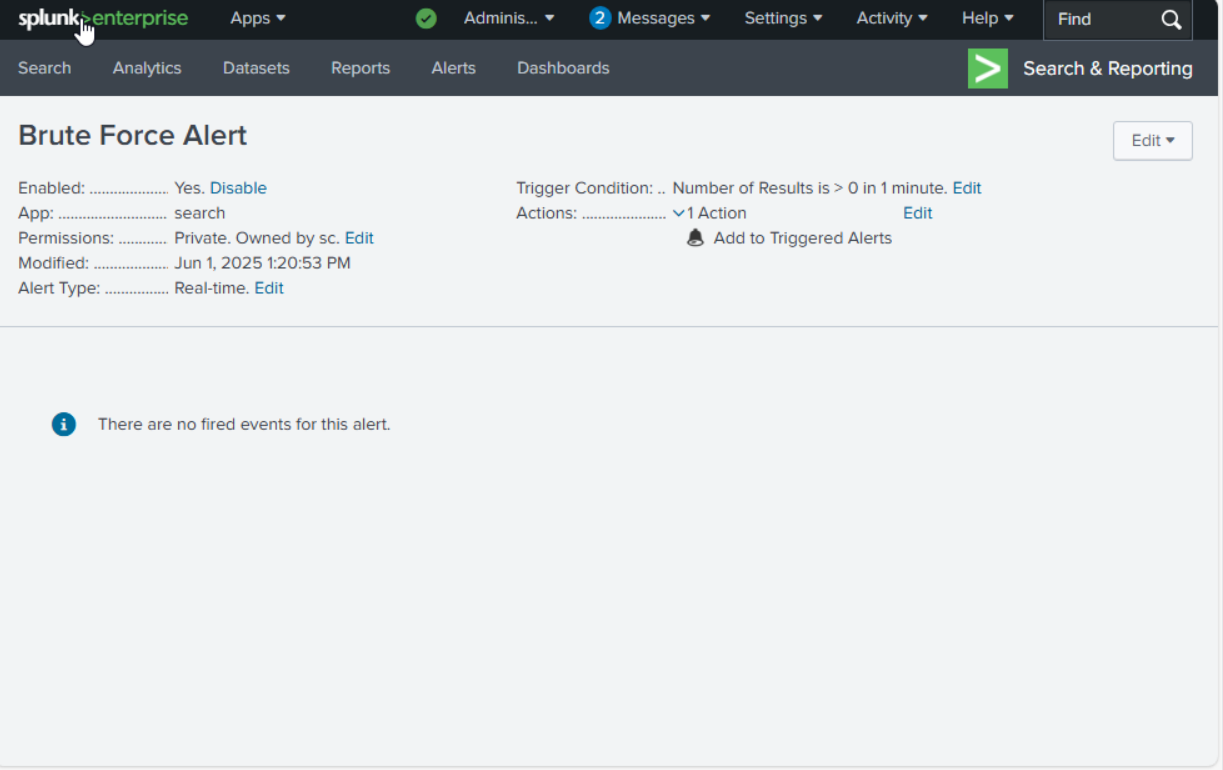 splunk>enterprise Apps Adminis... 2 Messages Settings Activity Help Find
Search Analytics Datasets Reports Alerts Dashboards Search & Reporting
Brute Force Alert
Edit
Enabled: ................... Yes. Disable
App: .......................... search
Permissions: ............ Private. Owned by sc. Edit
Modified: .................. Jun 1, 2025 1:20:53 PM
Alert Type: ................ Real-time. Edit
Trigger Condition: .. Number of Results is > 0 in 1 minute. Edit
Actions: .................... 1 Action Edit
Add to Triggered Alerts
There are no fired events for this alert.